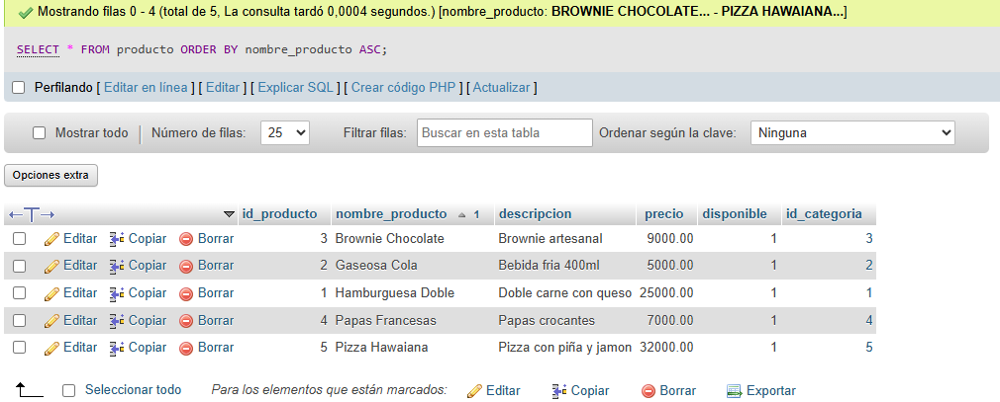 Mostrando filas 0 - 4 (total de 5, La consulta tardó 0,0004 segundos.) [nombre_producto: BROWNIE CHOCOLATE... - PIZZA HAWAIANA...]
SELECT * FROM producto ORDER BY nombre_producto ASC;
Perfilando [ Editar en línea ] [ Editar ] [ Explicar SQL ] [ Crear código PHP ] [ Actualizar ]
Mostrar todo Número de filas: 25 Filtrar filas: Buscar en esta tabla Ordenar según la clave: Ninguna
Opciones extra
←T→ id_producto nombre_producto 1 descripcion precio disponible id_categoria
Editar Copiar Borrar 3 Brownie Chocolate Brownie artesanal 9000.00 1 3
Editar Copiar Borrar 2 Gaseosa Cola Bebida fria 400ml 5000.00 1 2
Editar Copiar Borrar 1 Hamburguesa Doble Doble carne con queso 25000.00 1 1
Editar Copiar Borrar 4 Papas Francesas Papas crocantes 7000.00 1 4
Editar Copiar Borrar 5 Pizza Hawaiana Pizza con piña y jamon 32000.00 1 5
Seleccionar todo Para los elementos que están marcados: Editar Copiar Borrar Exportar